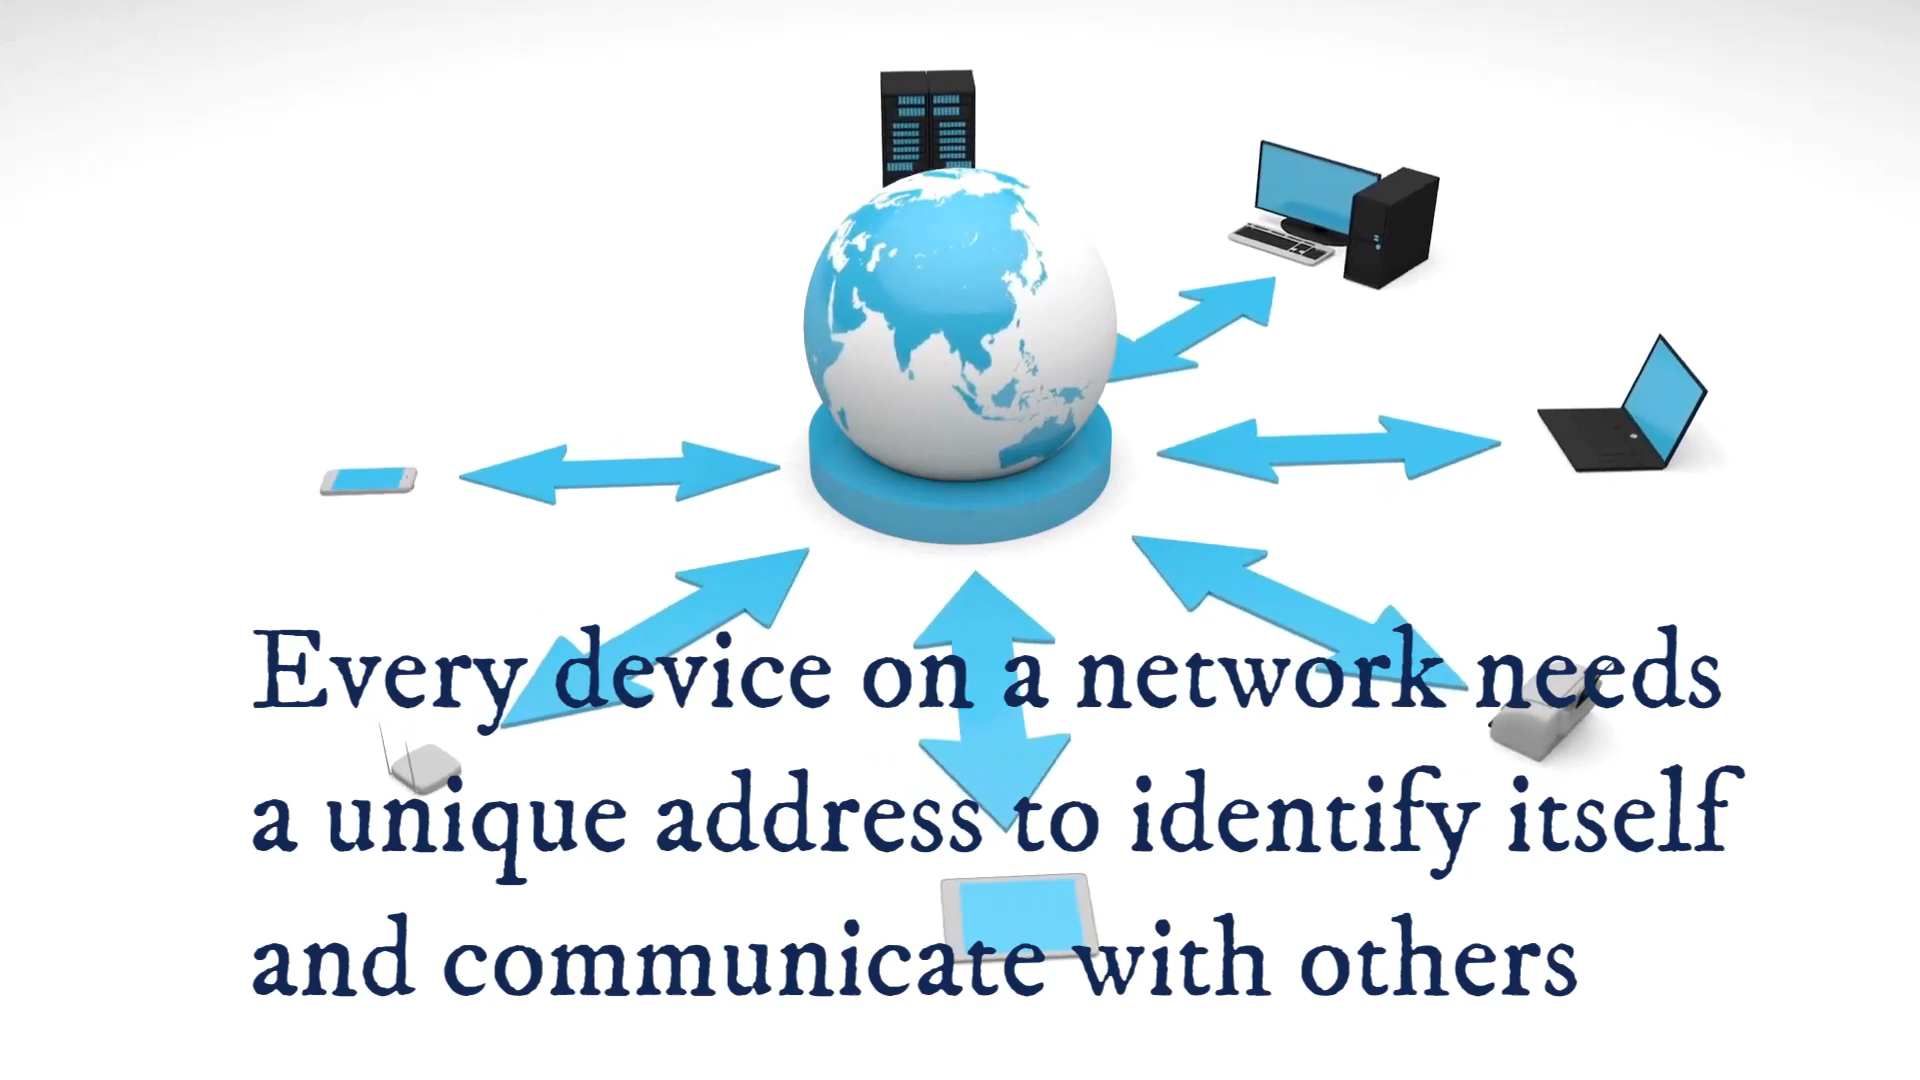 Every device on a network needs
a unique address to identify itself
and communicate with others